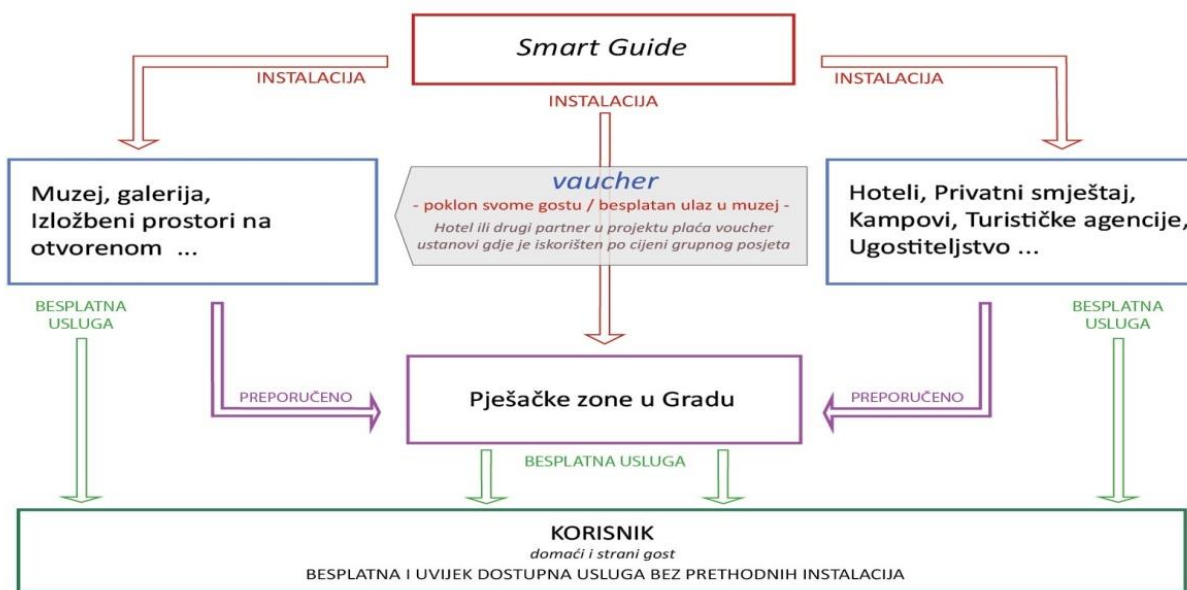 Smart Guide
INSTALACIJA
INSTALACIJA
INSTALACIJA
Muzej, galerija,
Izložbeni prostori na
otvorenom ...
vaucher
- poklon svome gostu / besplatan ulaz u muzej -
Hotel ili drugi partner u projektu plaća voucher
ustanovi gdje je iskorišten po cijeni grupnog posjeta
Hoteli, Privatni smještaj,
Kampovi, Turističke agencije,
Ugostiteljstvo ...
BESPLATNA
USLUGA
BESPLATNA
USLUGA
PREPORUČENO
Pješačke zone u Gradu
PREPORUČENO
BESPLATNA USLUGA
KORISNIK
domaći i strani gost
BESPLATNA I UVIJEK DOSTUPNA USLUGA BEZ PRETHODNIH INSTALACIJA